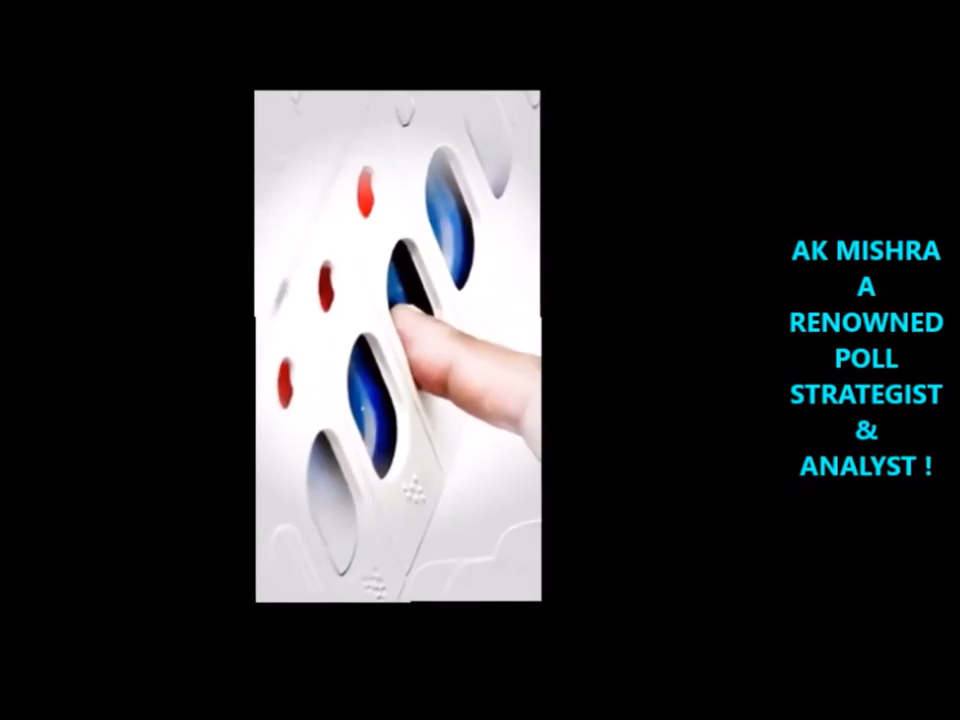 AK MISHRA
A
RENOWNED
POLL
STRATEGIST
&
ANALYST !